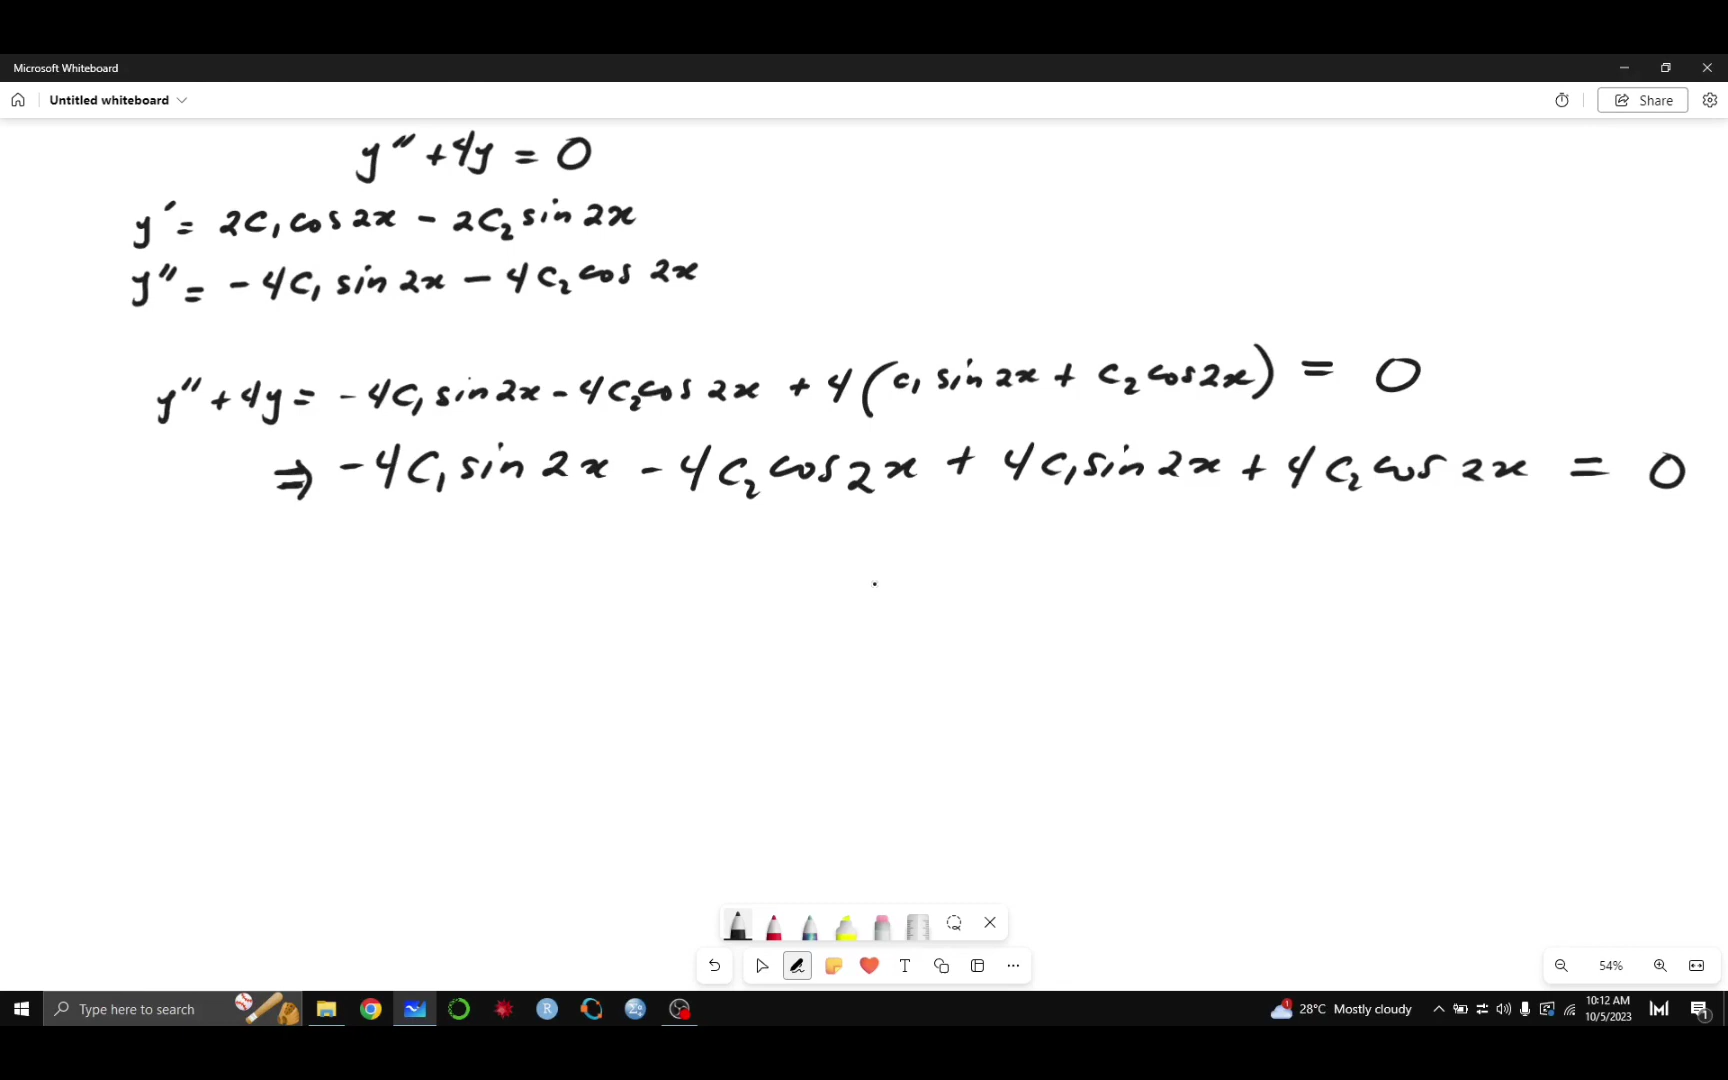 Microsoft Whiteboard
Untitled whiteboard
Share
y'' + 4y = 0
y' = 2C₁ cos 2x - 2C₂ sin 2x
y'' = -4C₁ sin 2x - 4C₂ cos 2x
y'' + 4y = -4C₁ sin 2x - 4C₂ cos 2x + 4(C₁ sin 2x + C₂ cos 2x) = 0
⇒ -4C₁ sin 2x - 4C₂ cos 2x + 4C₁ sin 2x + 4C₂ cos 2x = 0
T
54%
Type here to search
R
1
28°C Mostly cloudy
10:12 AM
10/5/2023
1